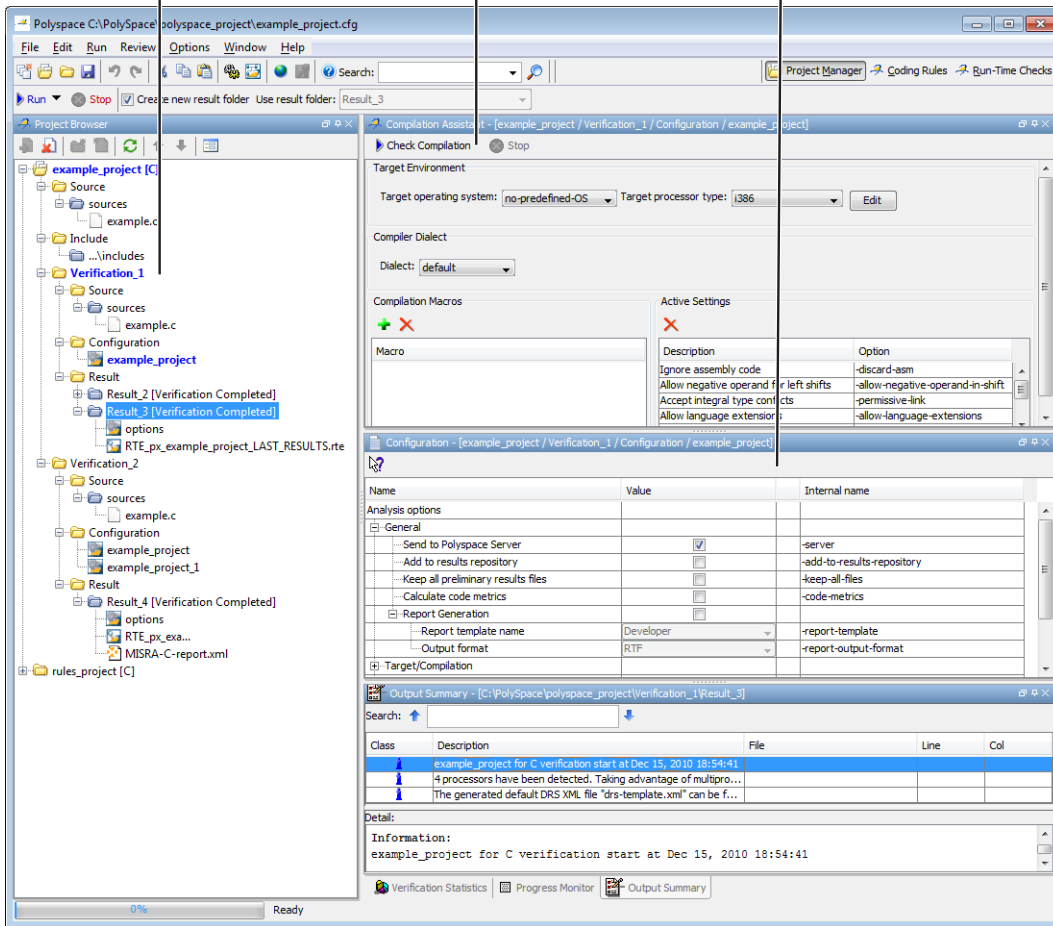 Polyspace C:\PolySpace\polyspace_project\example_project.cfg
File Edit Run Review Options Window Help
Search:
Project Manager Coding Rules Run-Time Checks
Run Stop Create new result folder Use result folder: Result_3
Project Browser
example_project [C]
Source
sources
example.c
Include
...\includes
Verification_1
Source
sources
example.c
Configuration
example_project
Result
Result_2 [Verification Completed]
Result_3 [Verification Completed]
options
RTE_px_example_project_LAST_RESULTS.rte
Verification_2
Source
sources
example.c
Configuration
example_project
example_project_1
Result
Result_4 [Verification Completed]
options
RTE_px_exa...
MISRA-C-report.xml
rules_project [C]
Compilation Assistant - [example_project / Verification_1 / Configuration / example_project]
Check Compilation Stop
Target Environment
Target operating system: no-predefined-OS Target processor type: i386 Edit
Compiler Dialect
Dialect: default
Compilation Macros Active Settings
Macro Description Option
Ignore assembly code -discard-asm
Allow negative operand for left shifts -allow-negative-operand-in-shift
Accept integral type conflicts -permissive-link
Allow language extensions -allow-language-extensions
Configuration - [example_project / Verification_1 / Configuration / example_project]
Name Value Internal name
Analysis options
General
Send to Polyspace Server -server
Add to results repository -add-to-results-repository
Keep all preliminary results files -keep-all-files
Calculate code metrics -code-metrics
Report Generation
Report template name Developer -report-template
Output format RTF -report-output-format
Target/Compilation
Output Summary - [C:\PolySpace\polyspace_project\Verification_1\Result_3]
Search:
Class Description File Line Col
example_project for C verification start at Dec 15, 2010 18:54:41
4 processors have been detected. Taking advantage of multipro...
The generated default DRS XML file "drs-template.xml" can be f...
Detail:
Information:
example_project for C verification start at Dec 15, 2010 18:54:41
Verification Statistics Progress Monitor Output Summary
0% Ready